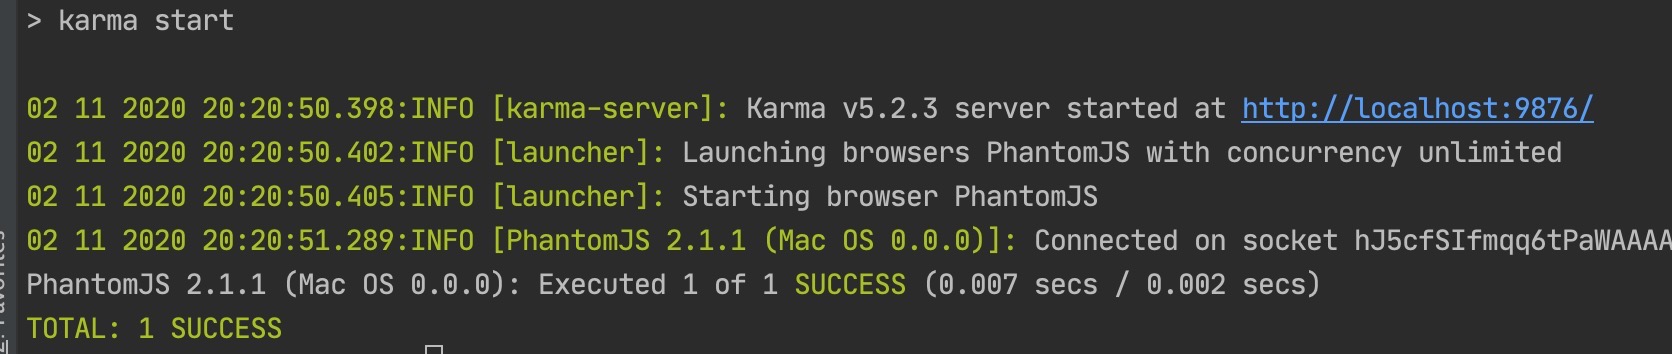 > karma start
02 11 2020 20:20:50.398:INFO [karma-server]: Karma v5.2.3 server started at http://localhost:9876/
02 11 2020 20:20:50.402:INFO [launcher]: Launching browsers PhantomJS with concurrency unlimited
02 11 2020 20:20:50.405:INFO [launcher]: Starting browser PhantomJS
02 11 2020 20:20:51.289:INFO [PhantomJS 2.1.1 (Mac OS 0.0.0)]: Connected on socket hJ5cfSIfmqq6tPaWAAAA
PhantomJS 2.1.1 (Mac OS 0.0.0): Executed 1 of 1 SUCCESS (0.007 secs / 0.002 secs)
TOTAL: 1 SUCCESS
2: Favorites